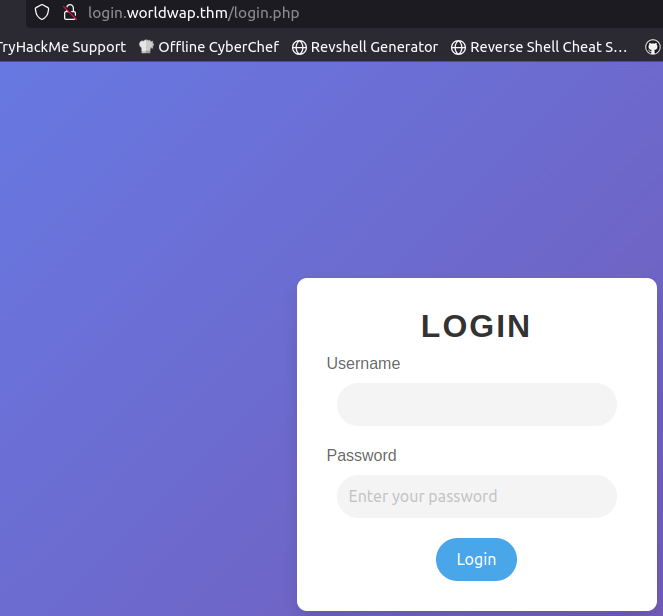 login.worldwap.thm/login.php
TryHackMe Support Offline CyberChef Revshell Generator Reverse Shell Cheat S…
LOGIN
Username
Password
Enter your password
Login